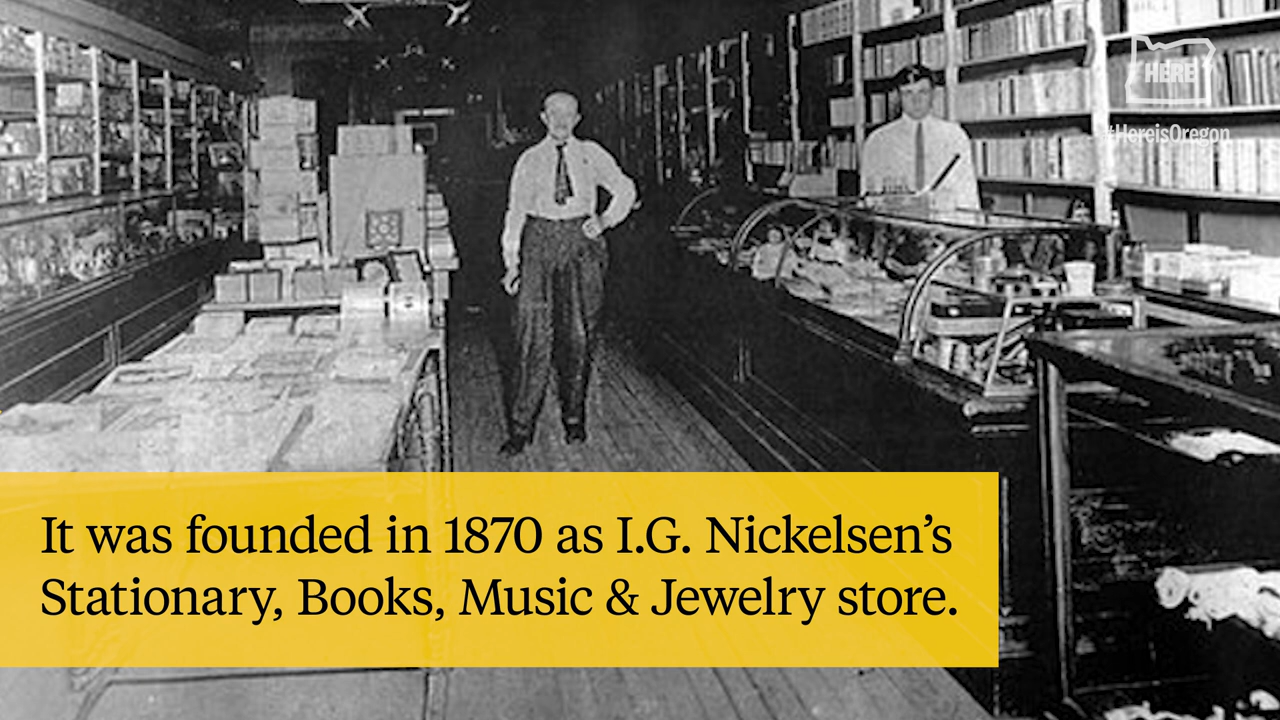 HERE
#HereisOregon
It was founded in 1870 as I.G. Nickelsen’s
Stationary, Books, Music & Jewelry store.